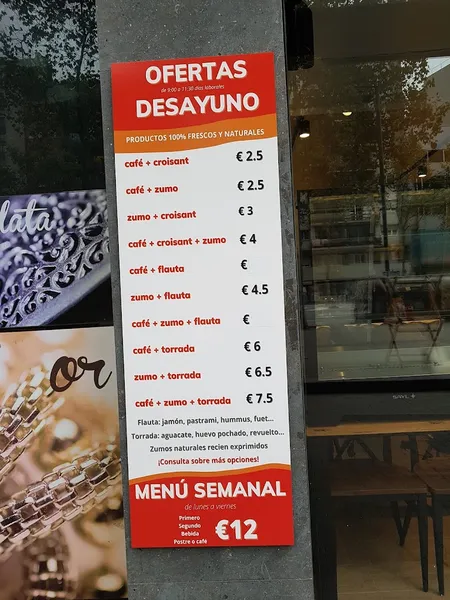 OFERTAS
de 9:00 a 11:30 días laborales
DESAYUNO
PRODUCTOS 100% FRESCOS Y NATURALES
café + croisant € 2.5
café + zumo € 2.5
zumo + croisant € 3
café + croisant + zumo € 4
café + flauta €
zumo + flauta € 4.5
café + zumo + flauta €
café + torrada € 6
zumo + torrada € 6.5
café + zumo + torrada € 7.5
Flauta: jamón, pastrami, hummus, fuet...
Torrada: aguacate, huevo pochado, revuelto...
Zumos naturales recien exprimidos
¡Consulta sobre más opciones!
MENÚ SEMANAL
de lunes a viernes
Primero
Segundo
Bebida
Postre o café
€12
lata
or